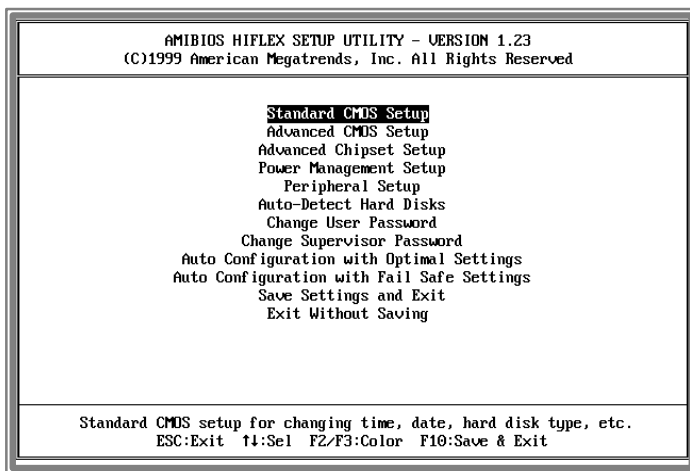 AMIBIOS HIFLEX SETUP UTILITY - VERSION 1.23
(C)1999 American Megatrends, Inc. All Rights Reserved
Standard CMOS Setup
Advanced CMOS Setup
Advanced Chipset Setup
Power Management Setup
Peripheral Setup
Auto-Detect Hard Disks
Change User Password
Change Supervisor Password
Auto Configuration with Optimal Settings
Auto Configuration with Fail Safe Settings
Save Settings and Exit
Exit Without Saving
Standard CMOS setup for changing time, date, hard disk type, etc.
ESC:Exit ↑↓:Sel F2/F3:Color F10:Save & Exit